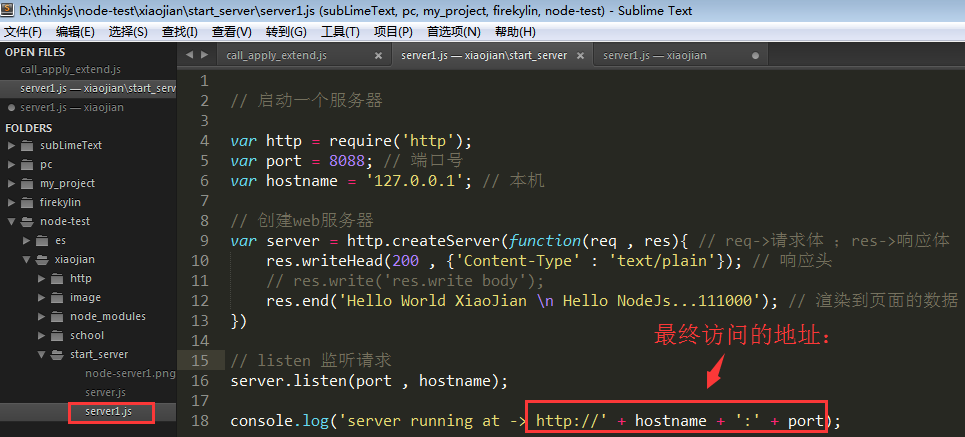 D:\thinkjs\node-test\xiaojian\start_server\server1.js (subLimeText, pc, my_project, firekylin, node-test) - Sublime Text
文件(F) 编辑(E) 选择(S) 查找(I) 查看(V) 转到(G) 工具(T) 项目(P) 首选项(N) 帮助(H)
OPEN FILES
call_apply_extend.js
server1.js — xiaojian\start_serv
server1.js — xiaojian
FOLDERS
subLimeText
pc
my_project
firekylin
node-test
es
xiaojian
http
image
node_modules
school
start_server
node-server1.png
server.js
server1.js
call_apply_extend.js
server1.js — xiaojian\start_server
server1.js — xiaojian
1
2 // 启动一个服务器
3
4 var http = require('http');
5 var port = 8088; // 端口号
6 var hostname = '127.0.0.1'; // 本机
7
8 // 创建web服务器
9 var server = http.createServer(function(req , res){ // req->请求体 ；res->响应体
10 res.writeHead(200 , {'Content-Type' : 'text/plain'}); // 响应头
11 // res.write('res.write body');
12 res.end('Hello World XiaoJian \n Hello NodeJs...111000'); // 渲染到页面的数据
13 })
14
最终访问的地址：
15 // listen 监听请求
16 server.listen(port , hostname);
17
18 console.log('server running at -> http://' + hostname + ':' + port);